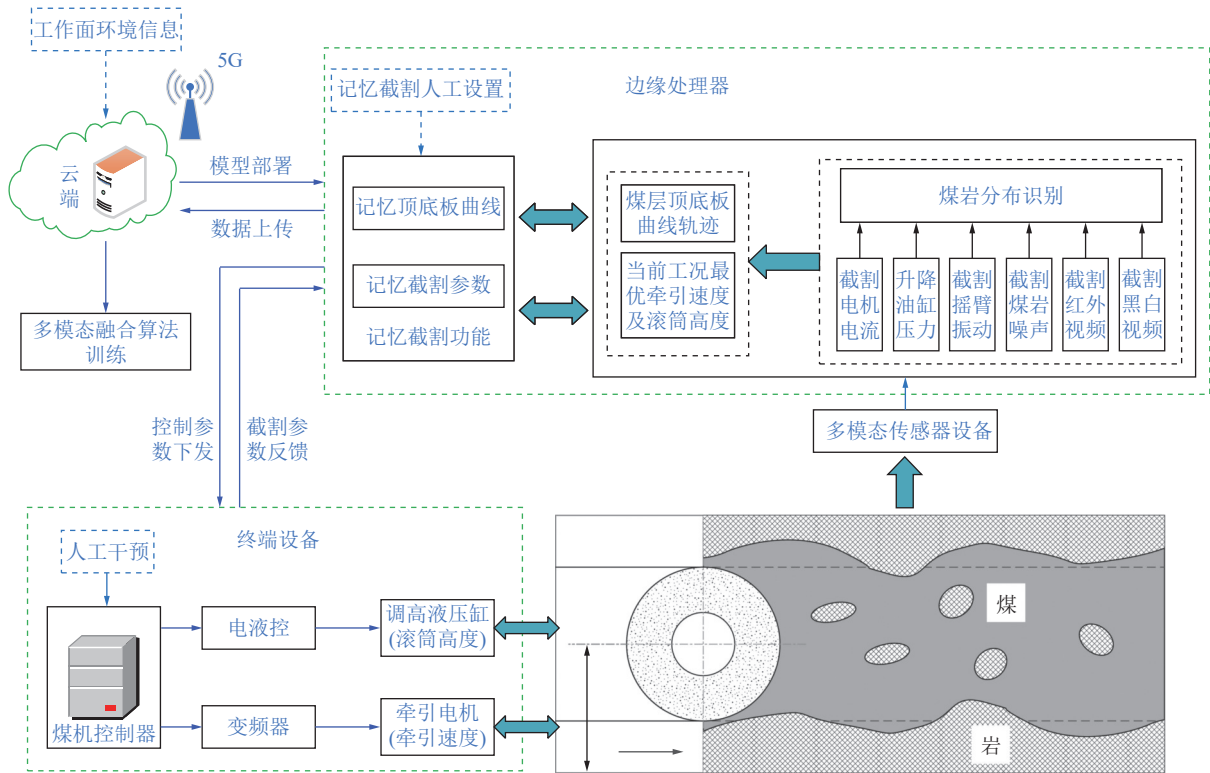 工作面环境信息
5G
云
端
模型部署
数据上传
多模态融合算法
训练
边缘处理器
记忆截割人工设置
记忆顶底板曲线
记忆截割参数
记忆截割功能
煤层顶底板
曲线轨迹
当前工况最
优牵引速度
及滚筒高度
煤岩分布识别
截割
电机
电流
升降
油缸
压力
截割
摇臂
振动
截割
煤岩
噪声
截割
红外
视频
截割
黑白
视频
多模态传感器设备
控制参
数下发
截割参
数反馈
终端设备
人工干预
煤机控制器
电液控
调高液压缸
(滚筒高度)
变频器
牵引电机
(牵引速度)
煤
岩